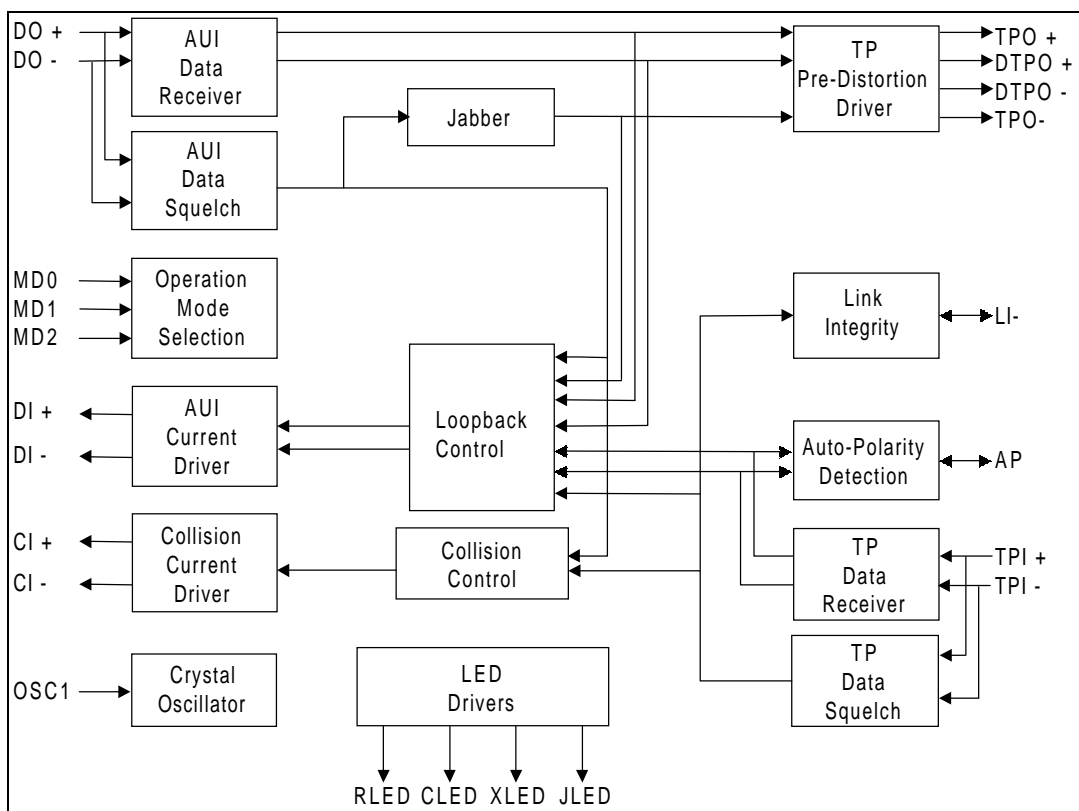 DO +
DO -
AUI
Data
Receiver
TP
Pre-Distortion
Driver
TPO +
DTPO +
DTPO -
TPO-
Jabber
AUI
Data
Squelch
MD0
MD1
MD2
Operation
Mode
Selection
Link
Integrity
LI-
DI +
DI -
AUI
Current
Driver
Loopback
Control
Auto-Polarity
Detection
AP
CI +
CI -
Collision
Current
Driver
Collision
Control
TP
Data
Receiver
TPI +
TPI -
OSC1
Crystal
Oscillator
LED
Drivers
TP
Data
Squelch
RLED CLED XLED JLED